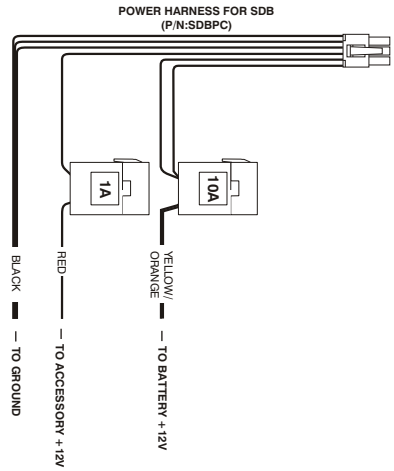 POWER HARNESS FOR SDB
(P/N:SDBPC)
1A
10A
BLACK
RED
YELLOW/
ORANGE
— TO GROUND
— TO ACCESSORY + 12V
— TO BATTERY + 12V